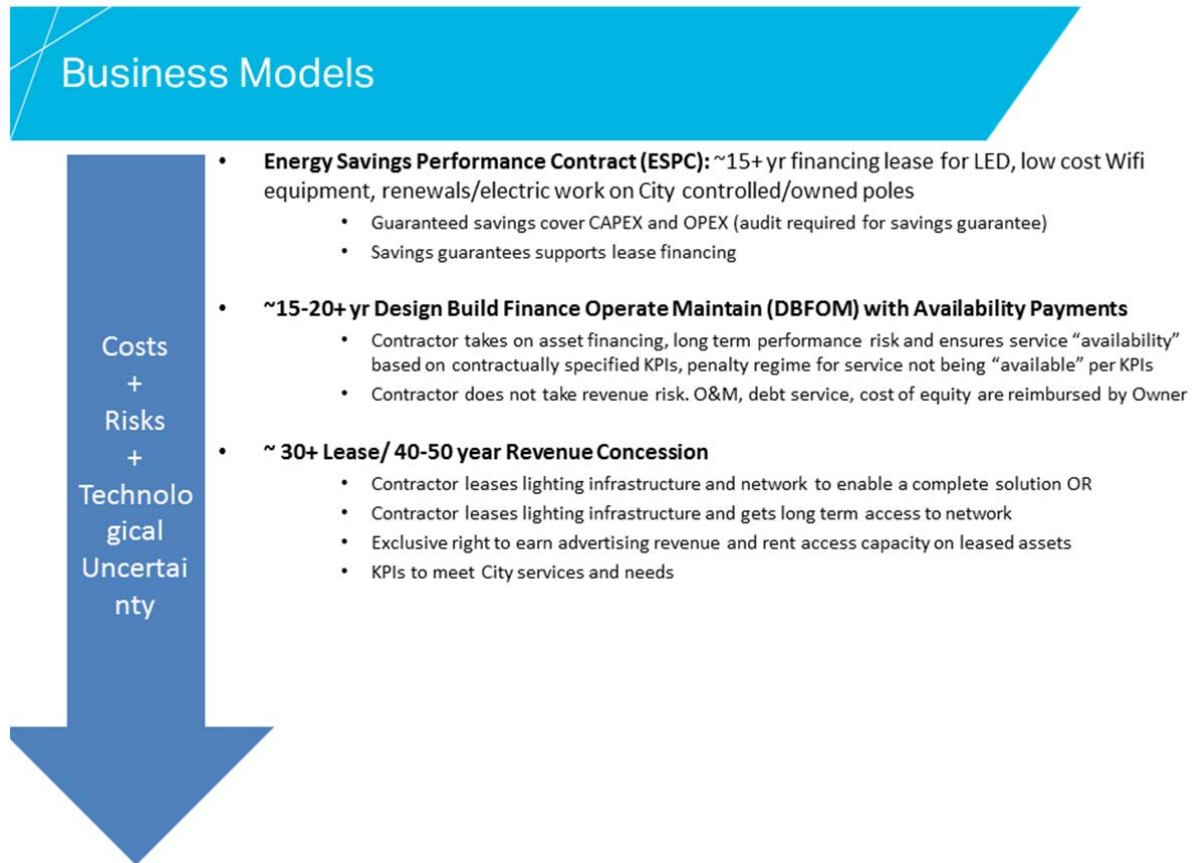 Business Models
Costs
+
Risks
+
Technolo
gical
Uncertai
nty
• Energy Savings Performance Contract (ESPC): ~15+ yr financing lease for LED, low cost Wifi
equipment, renewals/electric work on City controlled/owned poles
• Guaranteed savings cover CAPEX and OPEX (audit required for savings guarantee)
• Savings guarantees supports lease financing
• ~15-20+ yr Design Build Finance Operate Maintain (DBFOM) with Availability Payments
• Contractor takes on asset financing, long term performance risk and ensures service “availability”
based on contractually specified KPIs, penalty regime for service not being “available” per KPIs
• Contractor does not take revenue risk. O&M, debt service, cost of equity are reimbursed by Owner
• ~ 30+ Lease/ 40-50 year Revenue Concession
• Contractor leases lighting infrastructure and network to enable a complete solution OR
• Contractor leases lighting infrastructure and gets long term access to network
• Exclusive right to earn advertising revenue and rent access capacity on leased assets
• KPIs to meet City services and needs